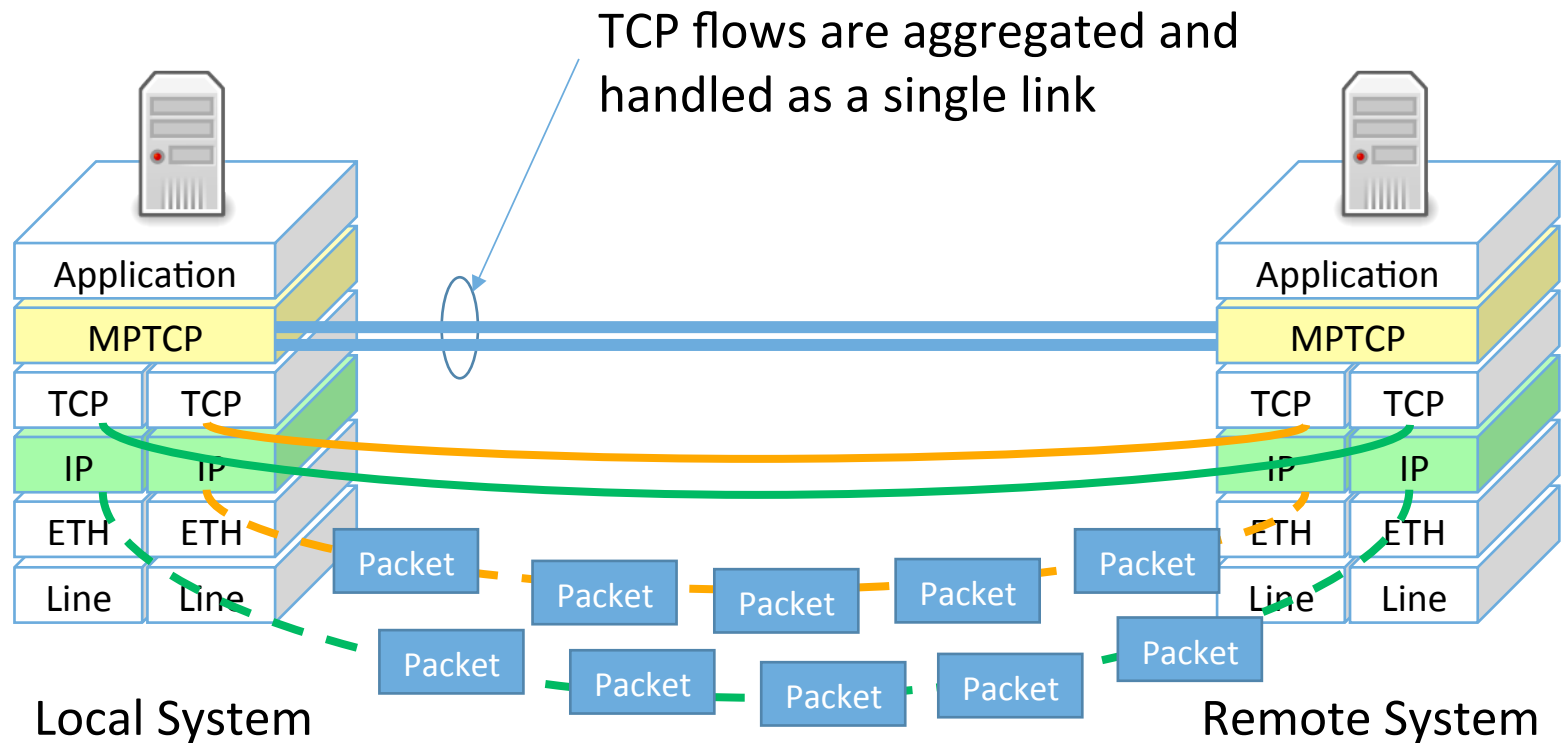 TCP flows are aggregated and
handled as a single link
Application
MPTCP
TCP TCP
IP IP
ETH ETH
Line Line
Application
MPTCP
TCP TCP
IP IP
ETH ETH
Line Line
Packet
Packet
Packet
Packet
Packet
Packet
Packet
Packet
Packet
Packet
Local System
Remote System